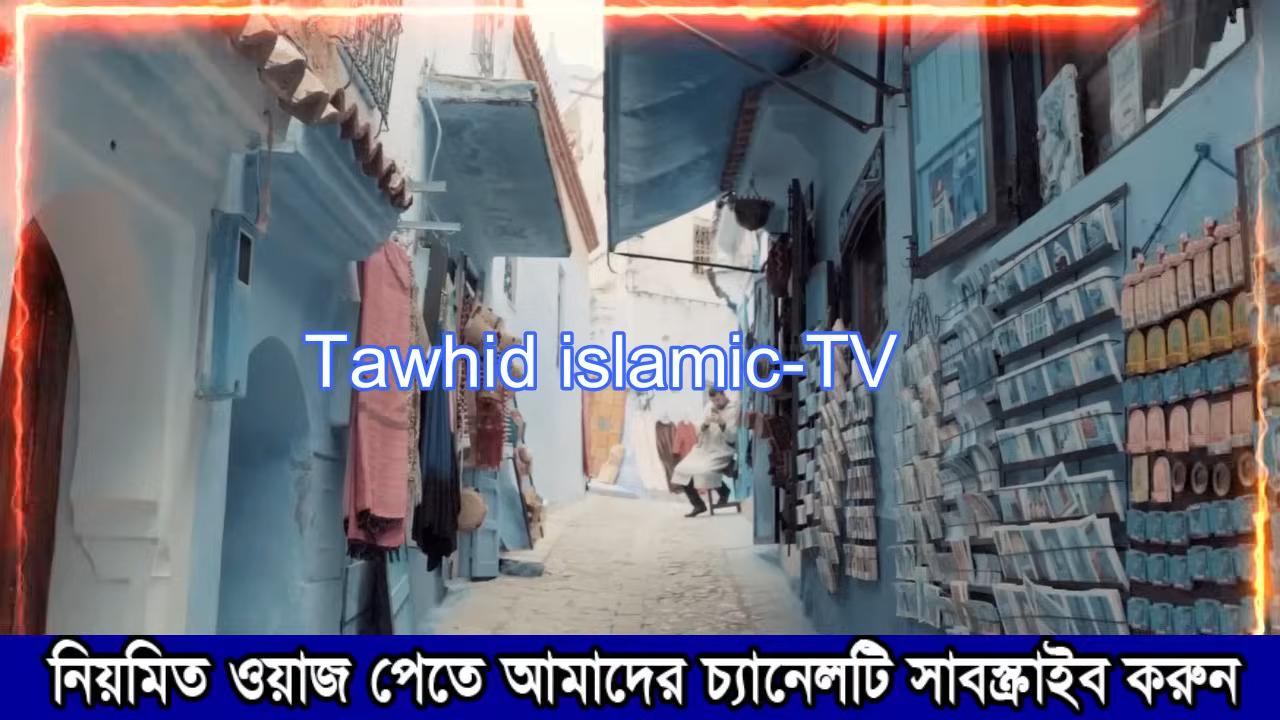 Tawhid islamic-TV
নিয়মিত ওয়াজ পেতে আমাদের চ্যানেলটি সাবস্ক্রাইব করুন